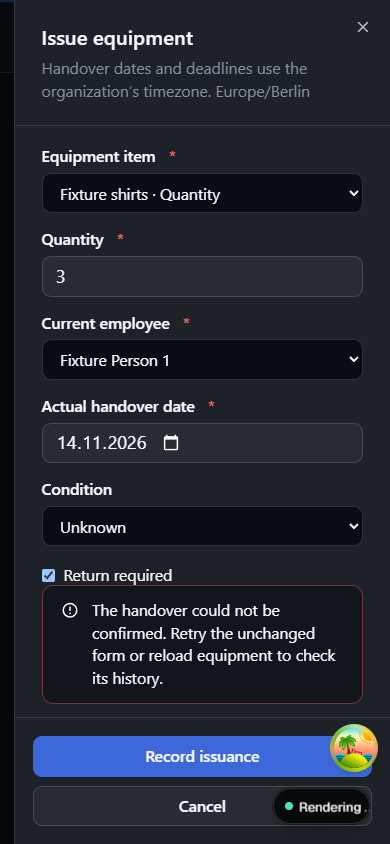 Issue equipment
Handover dates and deadlines use the
organization's timezone. Europe/Berlin
Equipment item *
Fixture shirts · Quantity
Quantity *
3
Current employee *
Fixture Person 1
Actual handover date *
14.11.2026
Condition
Unknown
Return required
The handover could not be
confirmed. Retry the unchanged
form or reload equipment to check
its history.
Record issuance
Cancel
Rendering ..